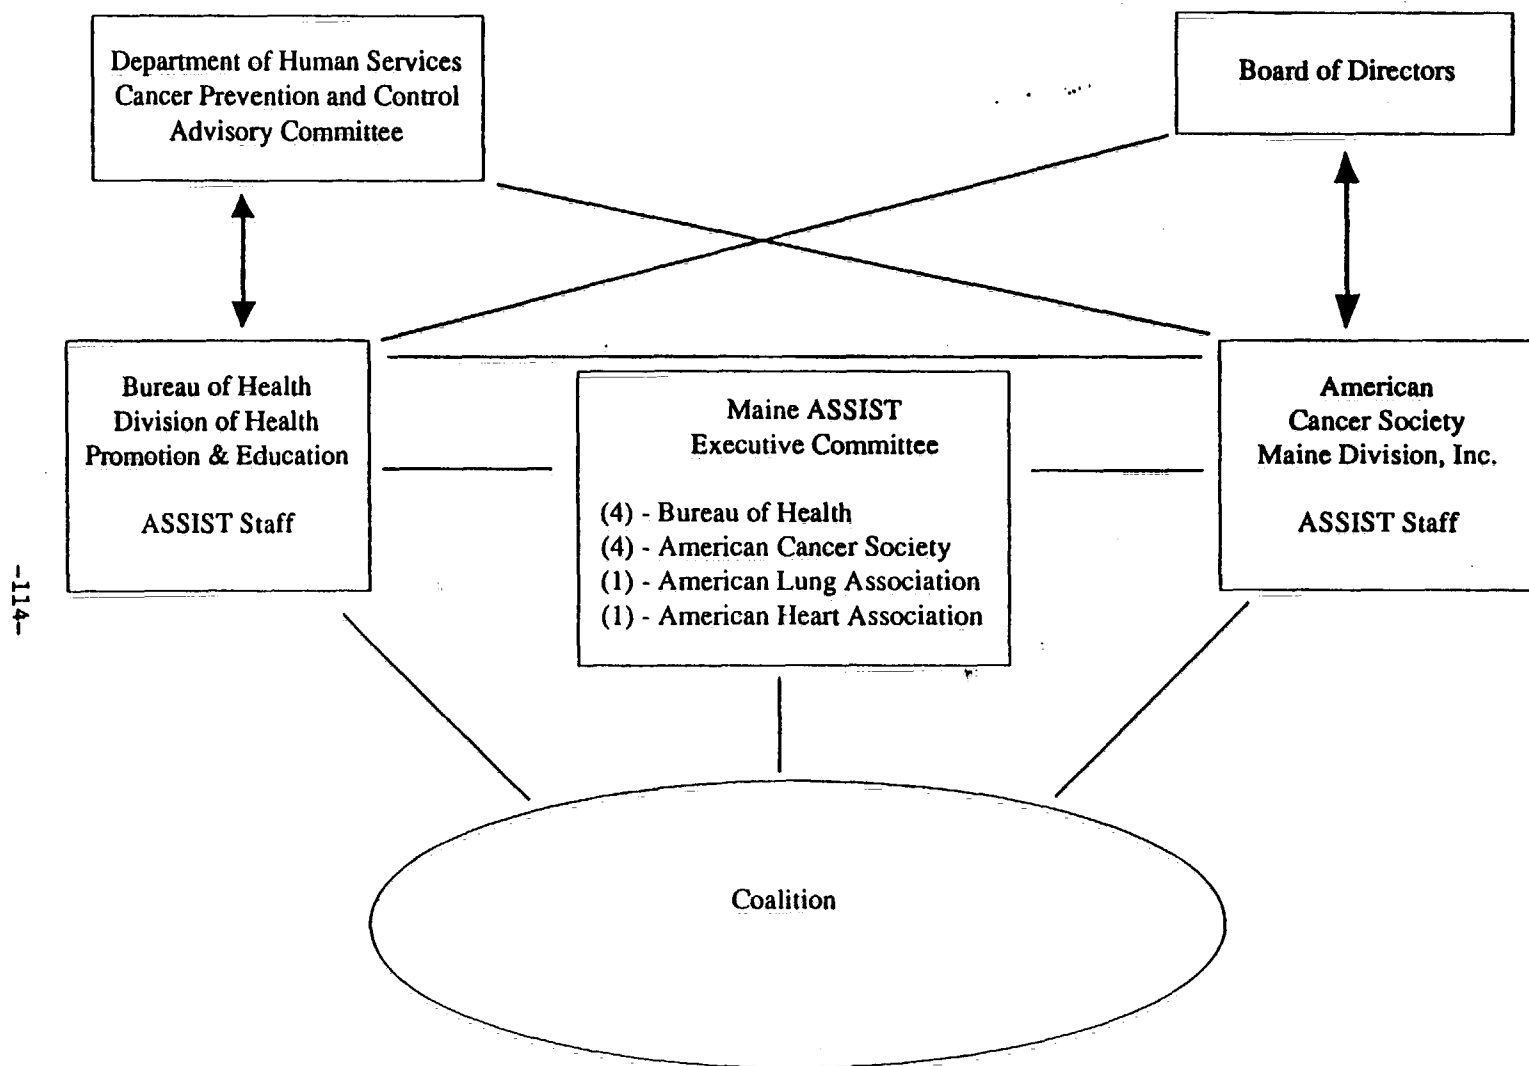 Department of Human Services
Cancer Prevention and Control
Advisory Committee
Board of Directors
Bureau of Health
Division of Health
Promotion & Education
ASSIST Staff
Maine ASSIST
Executive Committee
(4) - Bureau of Health
(4) - American Cancer Society
(1) - American Lung Association
(1) - American Heart Association
American
Cancer Society
Maine Division, Inc.
ASSIST Staff
Coalition
-114-